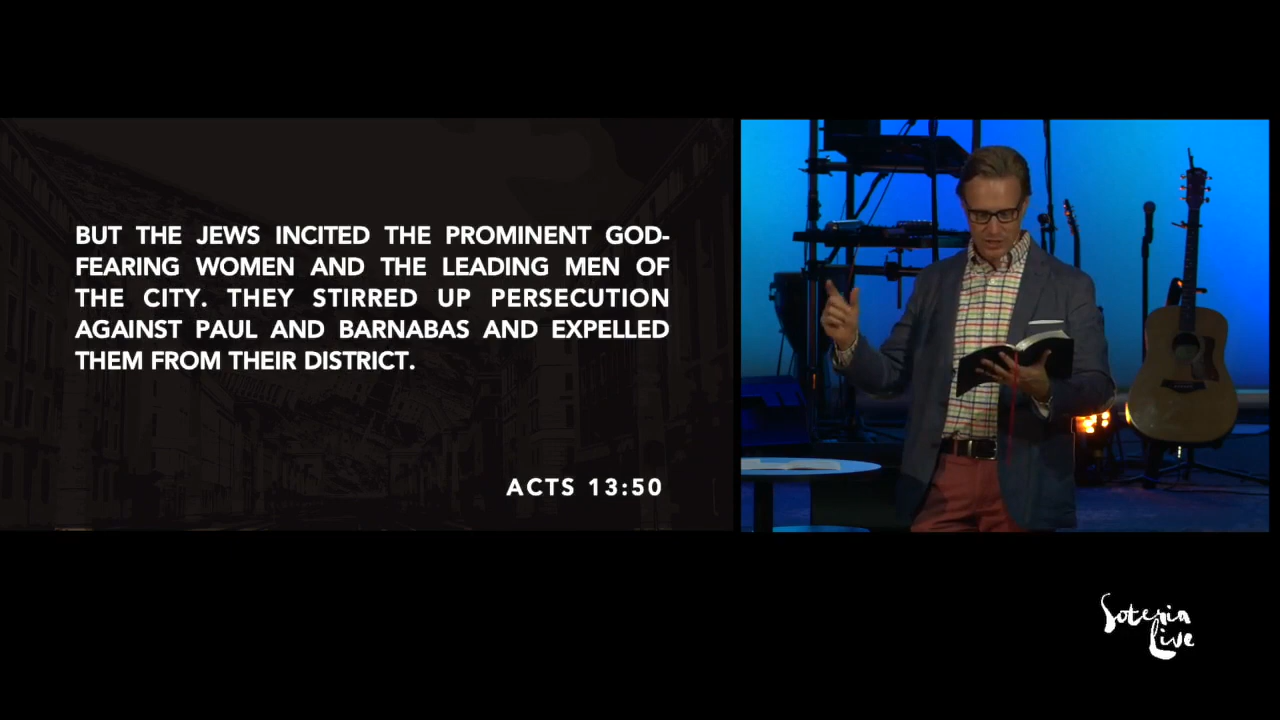 BUT THE JEWS INCITED THE PROMINENT GOD-
FEARING WOMEN AND THE LEADING MEN OF
THE CITY. THEY STIRRED UP PERSECUTION
AGAINST PAUL AND BARNABAS AND EXPELLED
THEM FROM THEIR DISTRICT.
ACTS 13:50
Soteria
Live